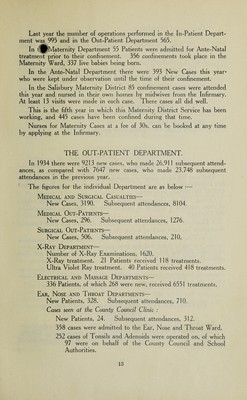 Last year the number of operations performed in the In-Patient Depart-
ment was 995 and in the Out-Patient Department 565.
In Maternity Department 55 Patients were admitted for Ante-Natal
treatment prior to their confinement. 356 confinements took place in the
Maternity Ward, 337 live babies being born.
In the Ante-Natal Department there were 393 New Cases this year
who were kept under observation until the time of their confinement.
In the Salisbury Maternity District 85 confinement cases were attended
this year and nursed in their own homes by midwives from the Infirmary.
At least 13 visits were made in each case. There cases all did well.
This is the fifth year in which this Maternity District Service has been
working, and 445 cases have been confined during that time.
Nurses for Maternity Cases at a fee of 30s. can be booked at any time
by applying at the Infirmary.
THE OUT-PATIENT DEPARTMENT.
In 1934 there were 9213 new cases, who made 26,911 subsequent attend-
ances, as compared with 7647 new cases, who made 23,748 subsequent
attendances in the previous year.
The figures for the individual Department are as below :—
MEDICAL AND SURGICAL CASUALTIES—
New Cases, 3190. Subsequent attendances, 8104.
MEDICAL OUT-PATIENTS—
New Cases, 296. Subsequent attendances, 1276.
SURGICAL OUT-PATIENTS—
New Cases, 506. Subsequent attendances, 210.
X-RAY DEPARTMENT—
Number of X-Ray Examinations, 1620.
X-Ray treatment. 21 Patients received 118 treatments.
Ultra Violet Ray treatment. 40 Patients received 418 treatments.
ELECTRICAL AND MASSAGE DEPARTMENTS—
336 Patients, of which 268 were new, received 6551 treatments.
EAR, NOSE AND THROAT DEPARTMENTS—
New Patients, 328. Subsequent attendances, 710.
Cases seen at the County Council Clinic :
New Patients, 24. Subsequent attendances, 312.
358 cases were admitted to the Ear, Nose and Throat Ward.
252 cases of Tonsils and Adenoids were operated on, of which
97 were on behalf of the County Council and School
Authorities.
13